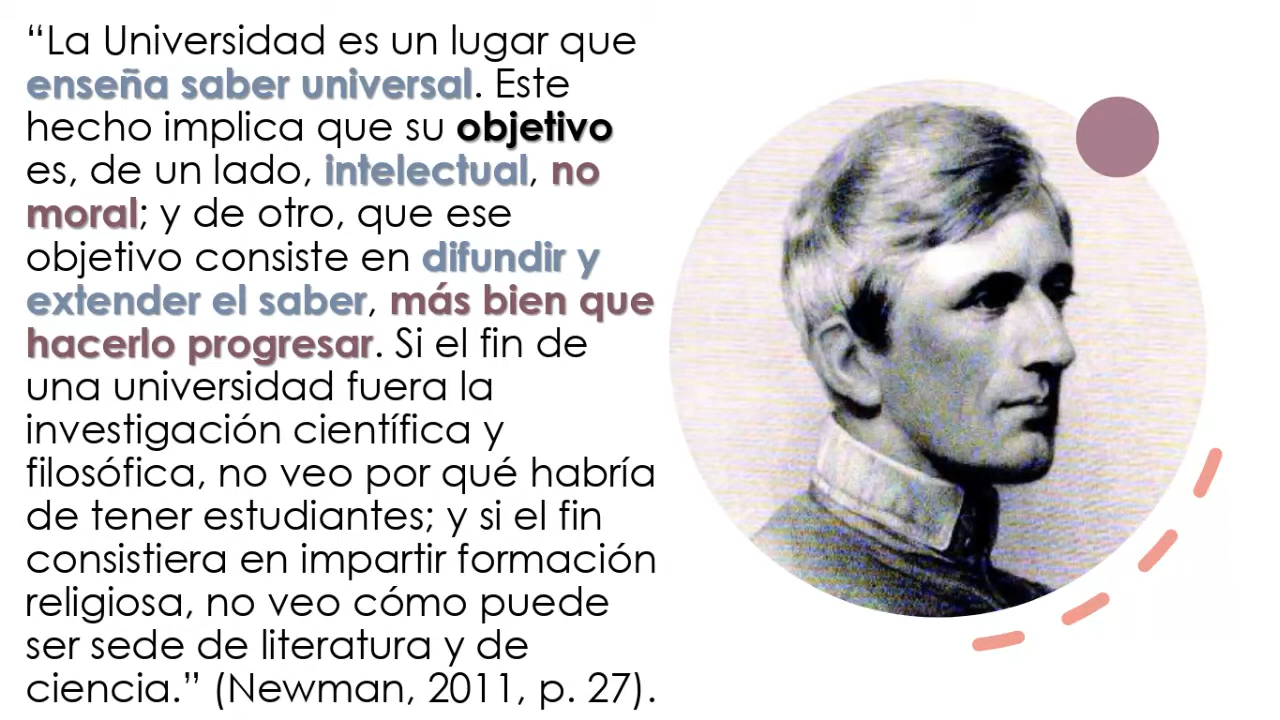 “La Universidad es un lugar que
enseña saber universal. Este
hecho implica que su objetivo
es, de un lado, intelectual, no
moral; y de otro, que ese
objetivo consiste en difundir y
extender el saber, más bien que
hacerlo progresar. Si el fin de
una universidad fuera la
investigación científica y
filosófica, no veo por qué habría
de tener estudiantes; y si el fin
consistiera en impartir formación
religiosa, no veo cómo puede
ser sede de literatura y de
ciencia.” (Newman, 2011, p. 27).